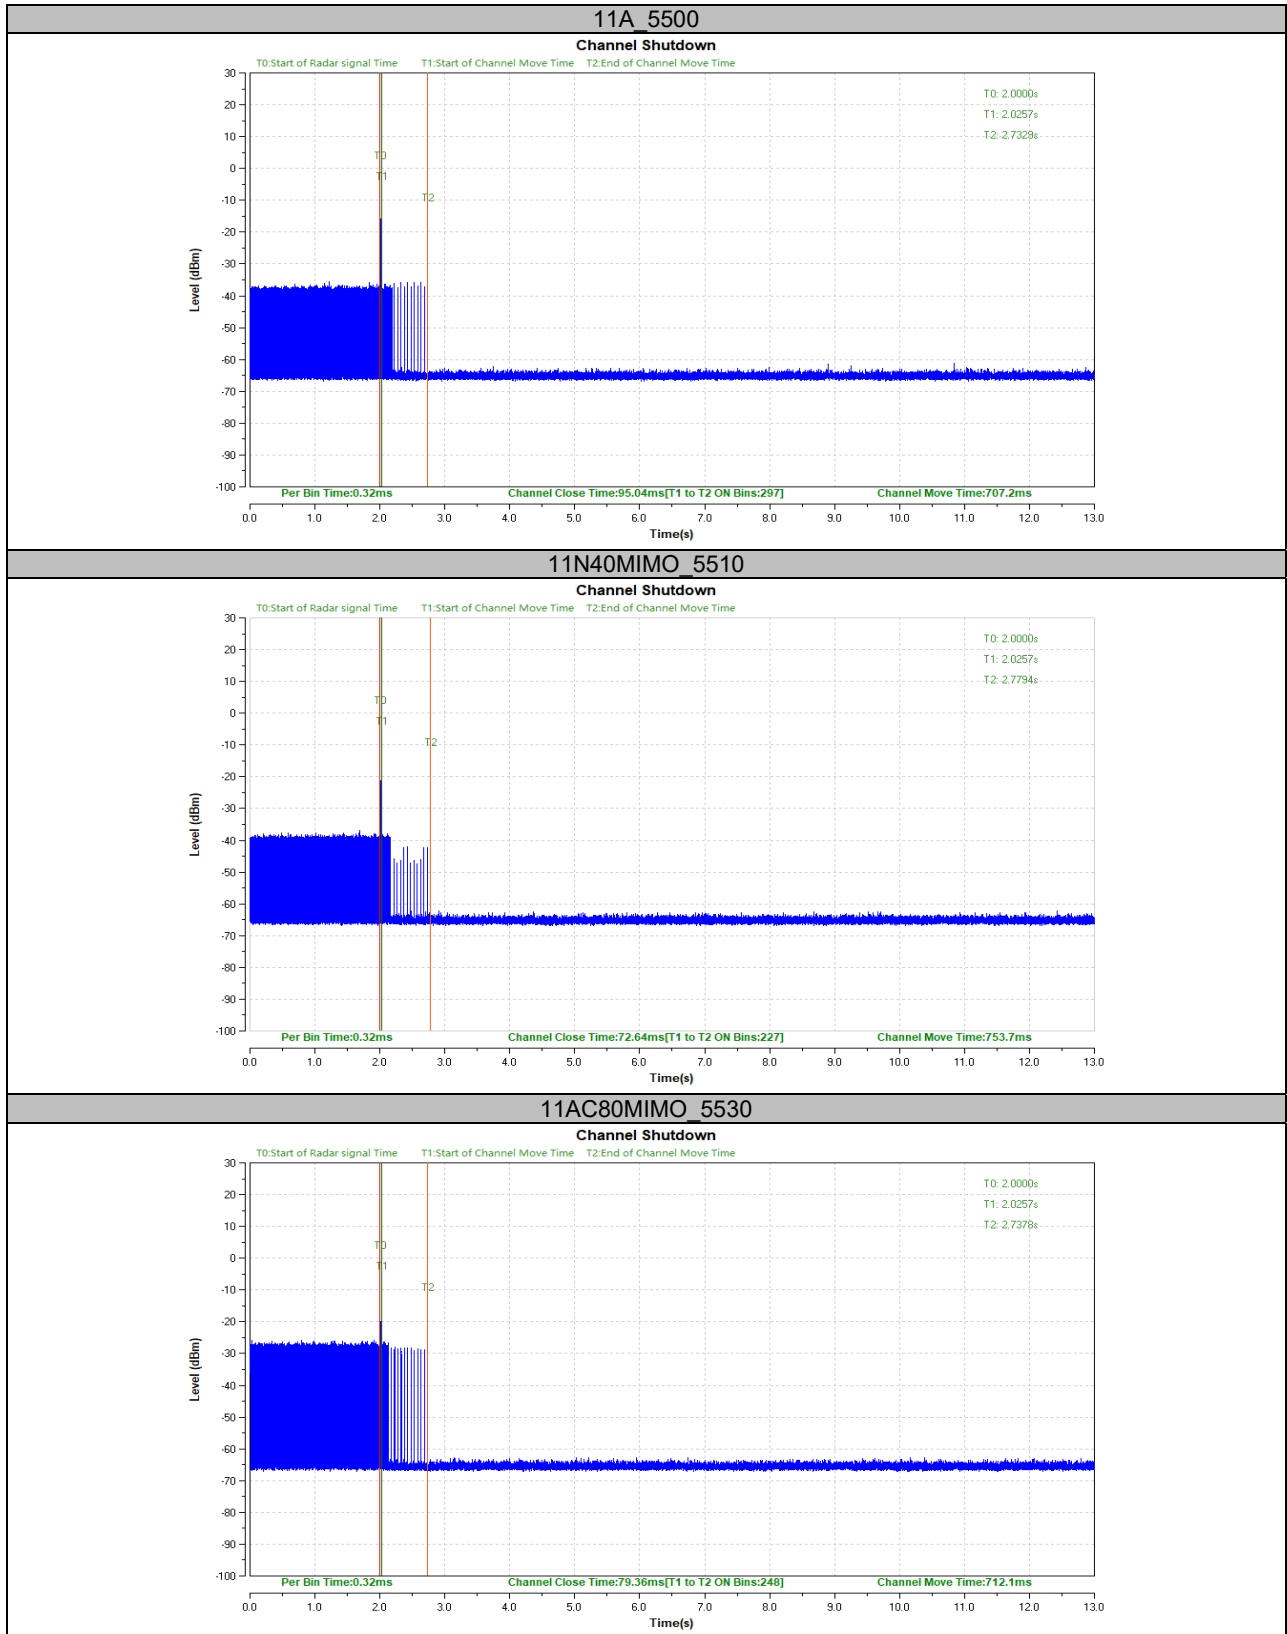 11A_5500
Channel Shutdown
T0:Start of Radar signal Time T1:Start of Channel Move Time T2:End of Channel Move Time
T0: 2.0000s
T1: 2.0257s
T2: 2.7329s
T0
T1
T2
30
20
10
0
-10
-20
-30
-40
-50
-60
-70
-80
-90
-100
Level (dBm)
Per Bin Time:0.32ms Channel Close Time:95.04ms[T1 to T2 ON Bins:297] Channel Move Time:707.2ms
0.0 1.0 2.0 3.0 4.0 5.0 6.0 7.0 8.0 9.0 10.0 11.0 12.0 13.0
Time(s)
11N40MIMO_5510
Channel Shutdown
T0:Start of Radar signal Time T1:Start of Channel Move Time T2:End of Channel Move Time
T0: 2.0000s
T1: 2.0257s
T2: 2.7794s
T0
T1
T2
30
20
10
0
-10
-20
-30
-40
-50
-60
-70
-80
-90
-100
Level (dBm)
Per Bin Time:0.32ms Channel Close Time:72.64ms[T1 to T2 ON Bins:227] Channel Move Time:753.7ms
0.0 1.0 2.0 3.0 4.0 5.0 6.0 7.0 8.0 9.0 10.0 11.0 12.0 13.0
Time(s)
11AC80MIMO_5530
Channel Shutdown
T0:Start of Radar signal Time T1:Start of Channel Move Time T2:End of Channel Move Time
T0: 2.0000s
T1: 2.0257s
T2: 2.7378s
T0
T1
T2
30
20
10
0
-10
-20
-30
-40
-50
-60
-70
-80
-90
-100
Level (dBm)
Per Bin Time:0.32ms Channel Close Time:79.36ms[T1 to T2 ON Bins:248] Channel Move Time:712.1ms
0.0 1.0 2.0 3.0 4.0 5.0 6.0 7.0 8.0 9.0 10.0 11.0 12.0 13.0
Time(s)